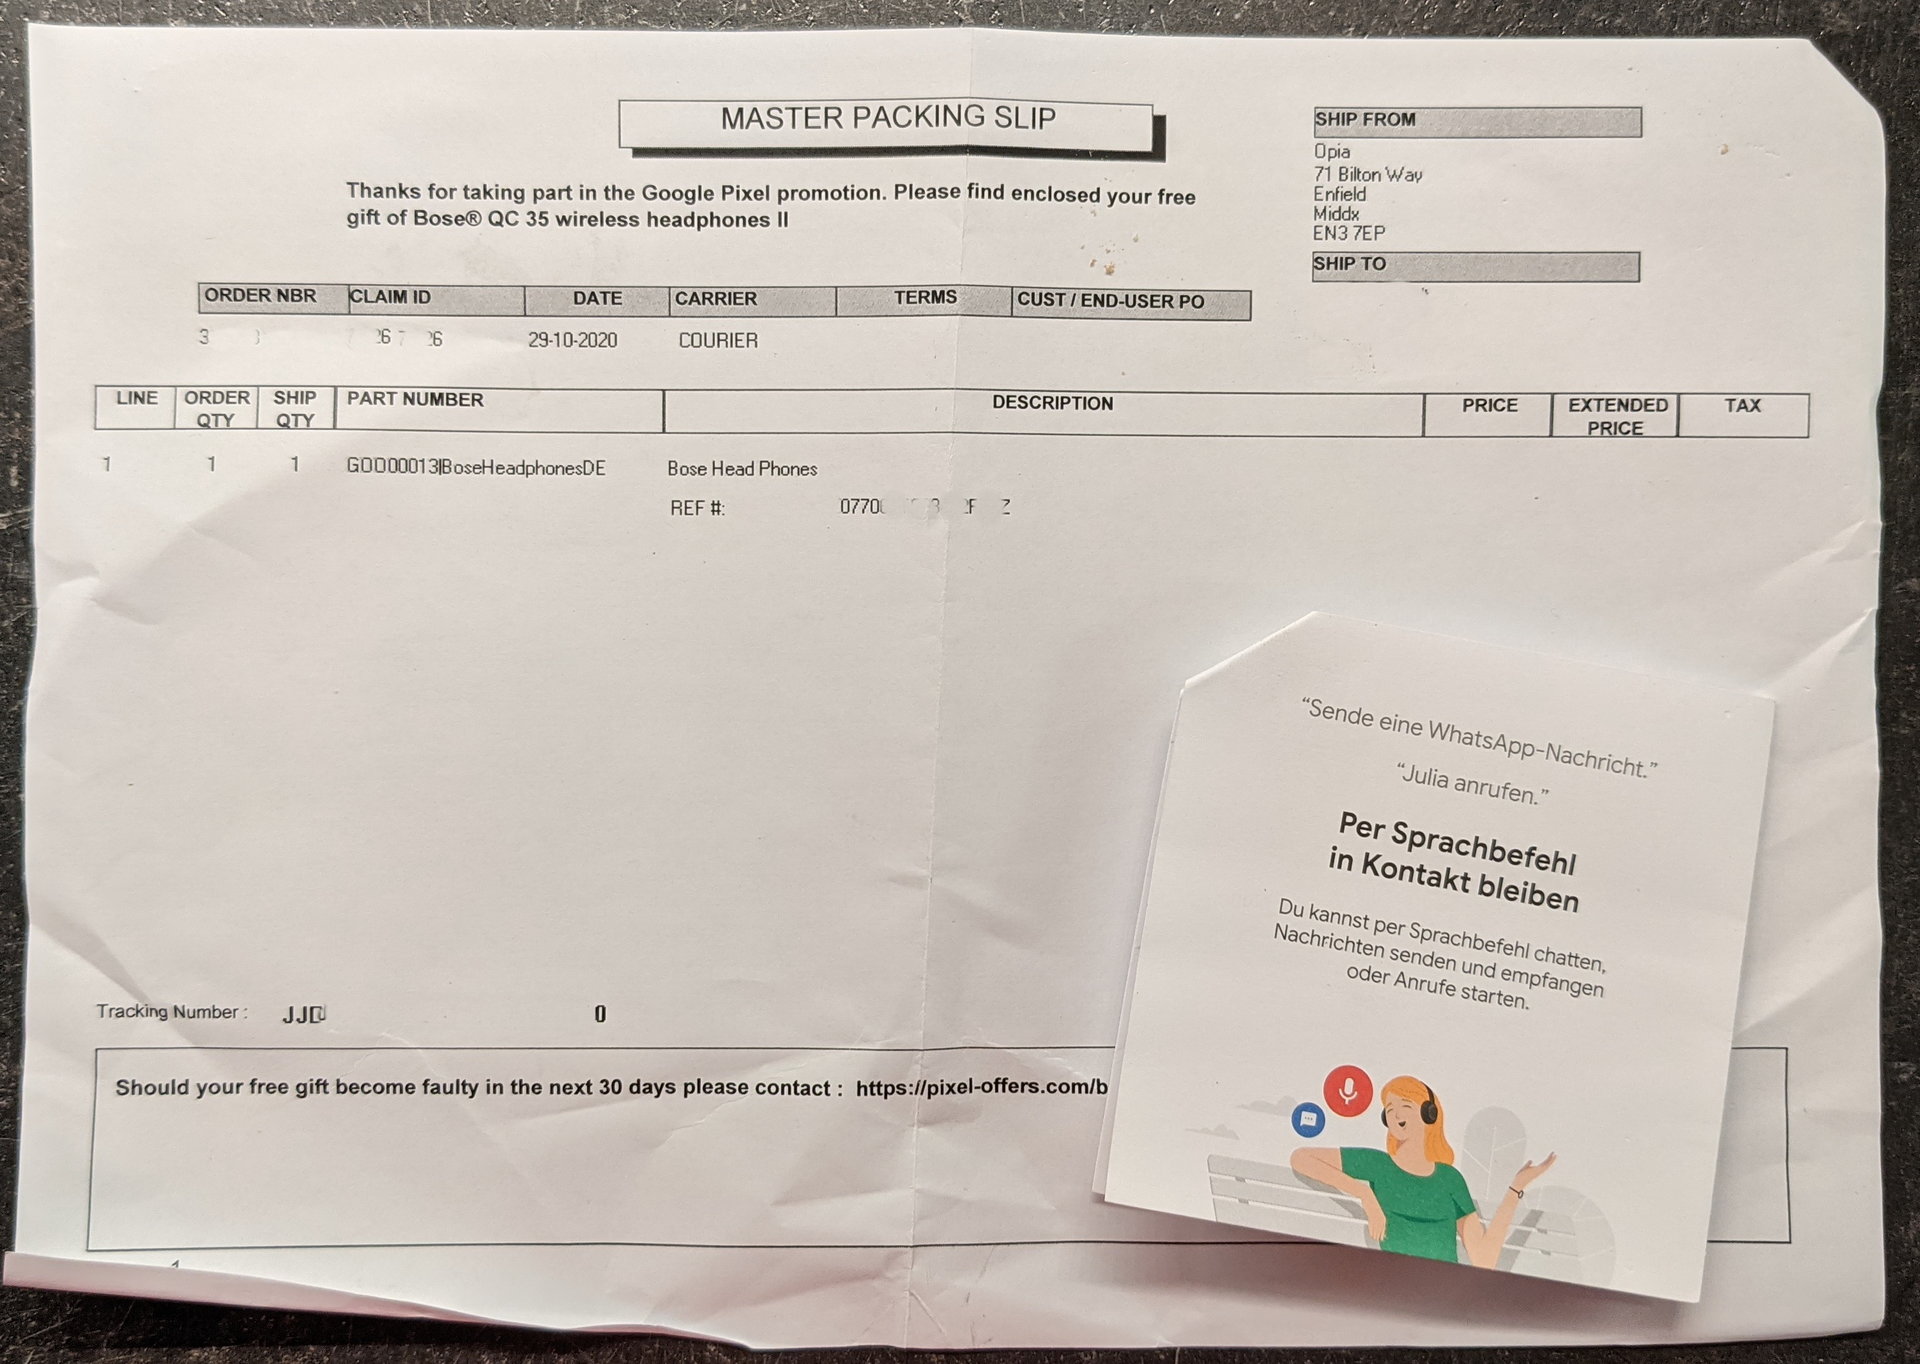 MASTER PACKING SLIP
Thanks for taking part in the Google Pixel promotion. Please find enclosed your free
gift of Bose® QC 35 wireless headphones II
SHIP FROM
Opia
71 Bilton Way
Enfield
Middx
EN3 7EP
SHIP TO
ORDER NBR CLAIM ID DATE CARRIER TERMS CUST / END-USER PO
29-10-2020 COURIER
LINE ORDER QTY SHIP QTY PART NUMBER DESCRIPTION PRICE EXTENDED PRICE TAX
1 1 1 GOOO0013|BoseHeadphonesDE Bose Head Phones
REF #:
Tracking Number :
Should your free gift become faulty in the next 30 days please contact : https://pixel-offers.com/b
“Sende eine WhatsApp-Nachricht.”
“Julia anrufen.”
Per Sprachbefehl
in Kontakt bleiben
Du kannst per Sprachbefehl chatten,
Nachrichten senden und empfangen
oder Anrufe starten.